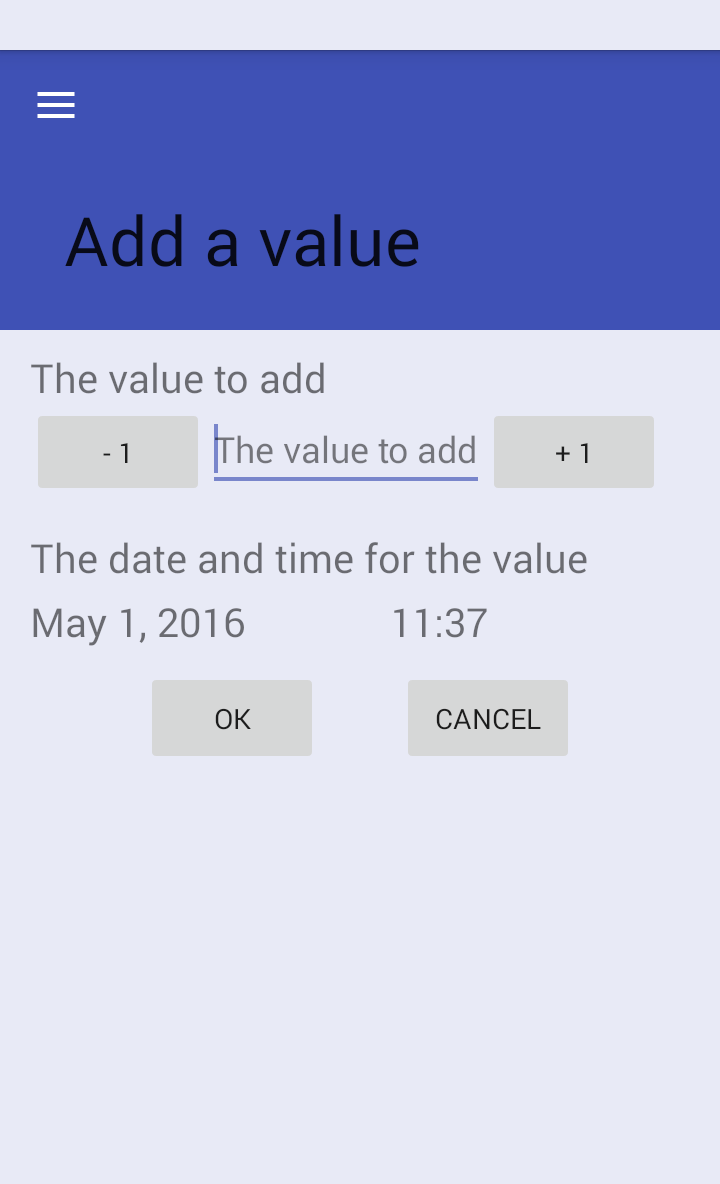 Add a value
The value to add
- 1 The value to add + 1
The date and time for the value
May 1, 2016 11:37
OK CANCEL